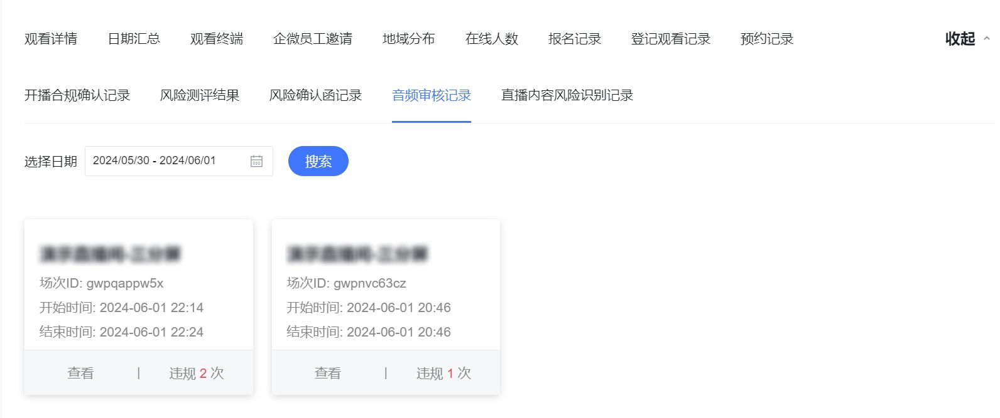 观看详情 日期汇总 观看终端 企微员工邀请 地域分布 在线人数 报名记录 登记观看记录 预约记录 收起
开播合规确认记录 风险测评结果 风险确认函记录 音频审核记录 直播内容风险识别记录
选择日期 2024/05/30 - 2024/06/01 搜索
场次ID: gwpqappw5x
开始时间: 2024-06-01 22:14
结束时间: 2024-06-01 22:24
查看 | 违规 2 次
场次ID: gwpnvc63cz
开始时间: 2024-06-01 20:46
结束时间: 2024-06-01 20:46
查看 | 违规 1 次